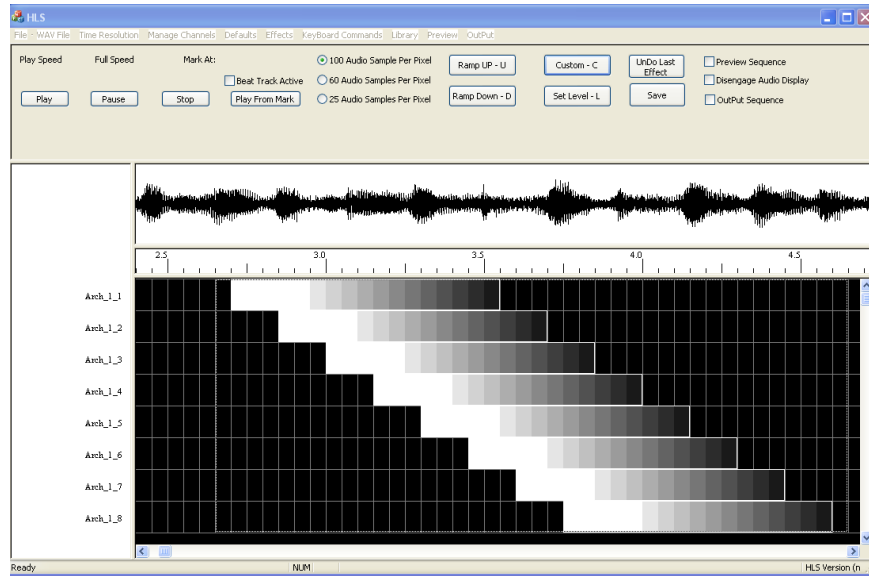 HLS
File - WAV File Time Resolution Manage Channels Defaults Effects KeyBoard Commands Library Preview OutPut
Play Speed Full Speed Mark At: 100 Audio Sample Per Pixel Ramp UP - U Custom - C UnDo Last Effect Preview Sequence
Beat Track Active 60 Audio Samples Per Pixel Disengage Audio Display
Play Pause Stop Play From Mark 25 Audio Samples Per Pixel Ramp Down - D Set Level - L Save OutPut Sequence
2.5 3.0 3.5 4.0 4.5
Arch_1_1
Arch_1_2
Arch_1_3
Arch_1_4
Arch_1_5
Arch_1_6
Arch_1_7
Arch_1_8
Ready NUM HLS Version (n